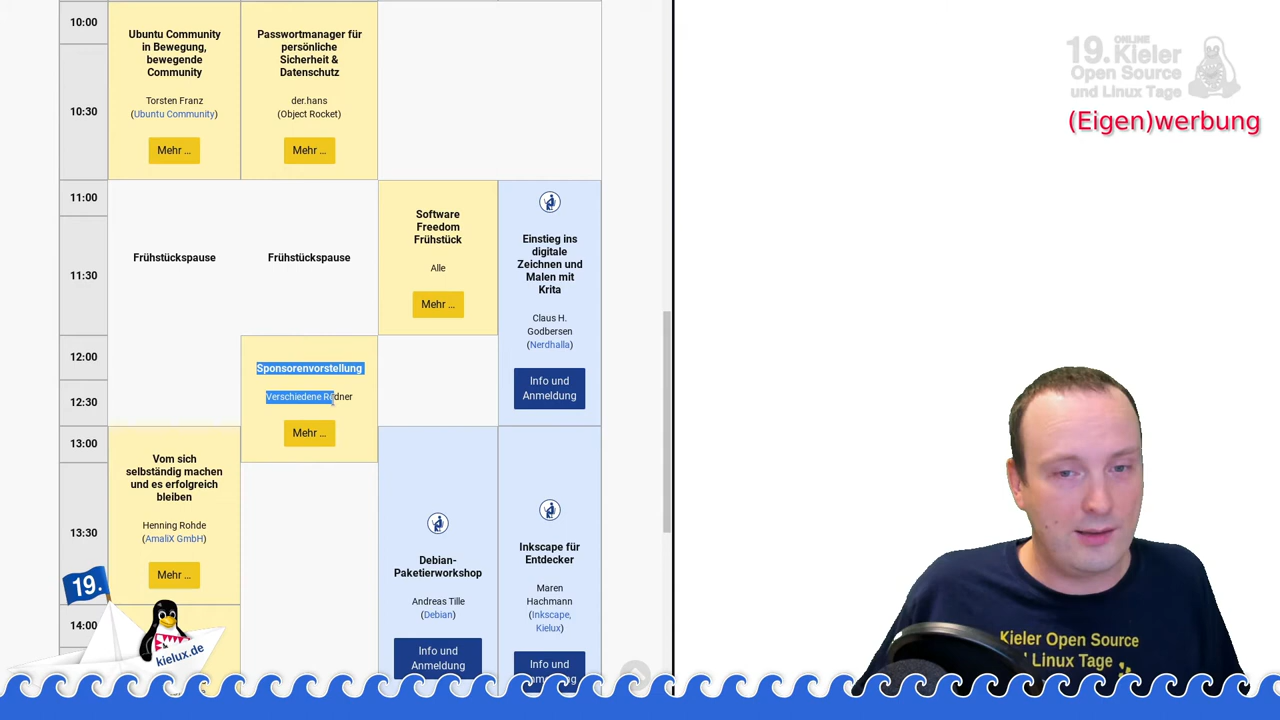 10:00
Ubuntu Community
in Bewegung,
bewegende
Community
Torsten Franz
(Ubuntu Community)
Mehr ...
Passwortmanager für
persönliche
Sicherheit &
Datenschutz
der.hans
(Object Rocket)
Mehr ...
10:30
11:00
Frühstückspause
Frühstückspause
Software
Freedom
Frühstück
Alle
Mehr ...
Einstieg ins
digitale
Zeichnen und
Malen mit
Krita
Claus H.
Godbersen
(Nerdhalla)
Info und
Anmeldung
11:30
12:00
Sponsorenvorstellung
Verschiedene Redner
Mehr ...
12:30
13:00
Vom sich
selbständig machen
und es erfolgreich
bleiben
Henning Rohde
(AmaliX GmbH)
Mehr ...
Debian-
Paketierworkshop
Andreas Tille
(Debian)
Info und
Anmeldung
Inkscape für
Entdecker
Maren
Hachmann
(Inkscape,
Kielux)
Info und
13:30
14:00
19.
kielux.de
19. ONLINE
Kieler
Open Source
und Linux Tage
(Eigen)werbung
Kieler Open Source
Linux Tage